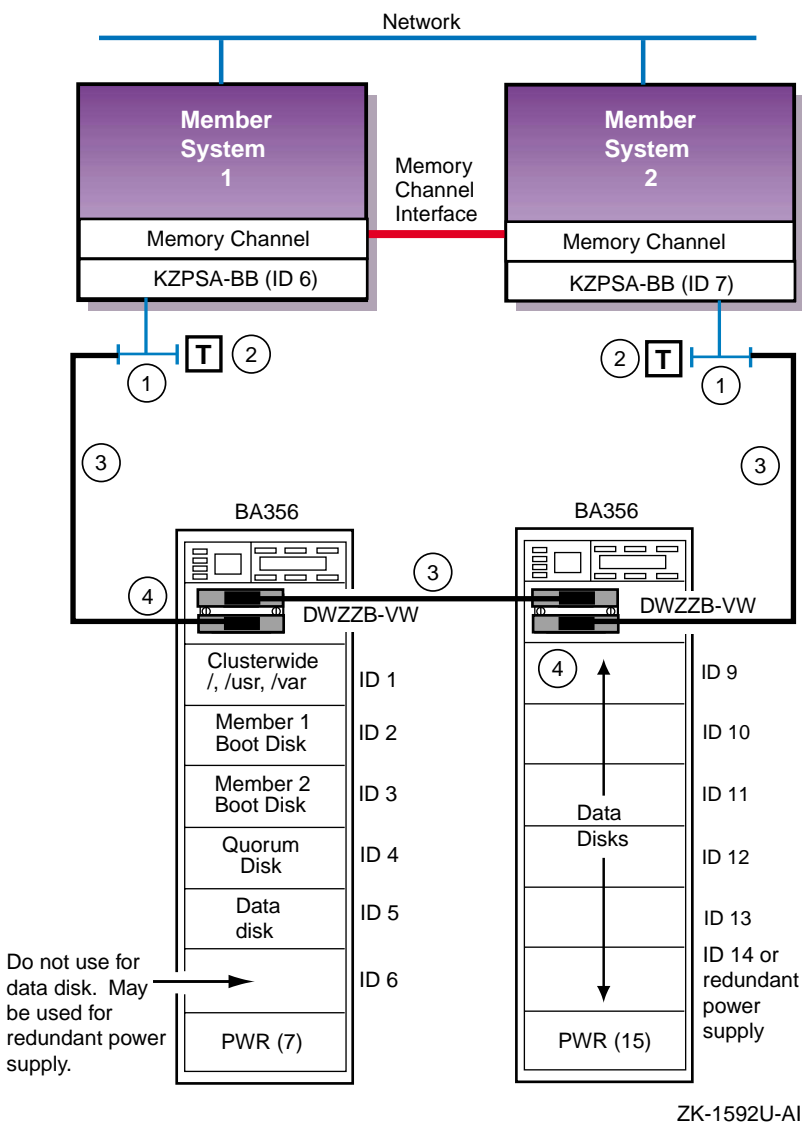 Network
Member
System
1
Member
System
2
Memory
Channel
Interface
Memory Channel
Memory Channel
KZPSA-BB (ID 6)
KZPSA-BB (ID 7)
T
2
2
T
1
1
3
3
BA356
BA356
3
4
DWZZB-VW
DWZZB-VW
Clusterwide
/, /usr, /var
ID 1
4
ID 9
Member 1
Boot Disk
ID 2
ID 10
Member 2
Boot Disk
ID 3
ID 11
Data
Disks
Quorum
Disk
ID 4
ID 12
Data
disk
ID 5
ID 13
Do not use for
data disk. May
be used for
redundant power
supply.
ID 6
ID 14 or
redundant
power
supply
PWR (7)
PWR (15)
ZK-1592U-AI